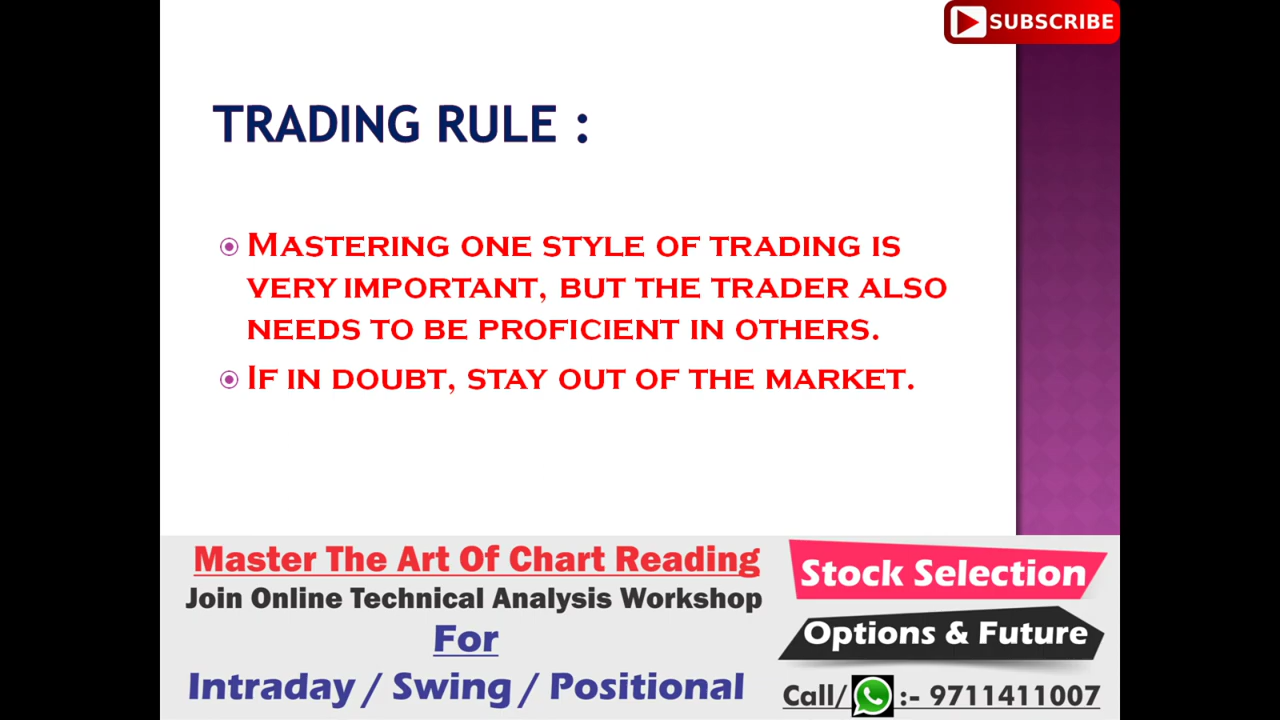 SUBSCRIBE
TRADING RULE :
MASTERING ONE STYLE OF TRADING IS
VERY IMPORTANT, BUT THE TRADER ALSO
NEEDS TO BE PROFICIENT IN OTHERS.
IF IN DOUBT, STAY OUT OF THE MARKET.
Master The Art Of Chart Reading
Join Online Technical Analysis Workshop
For
Intraday / Swing / Positional
Stock Selection
Options & Future
Call/ :- 9711411007